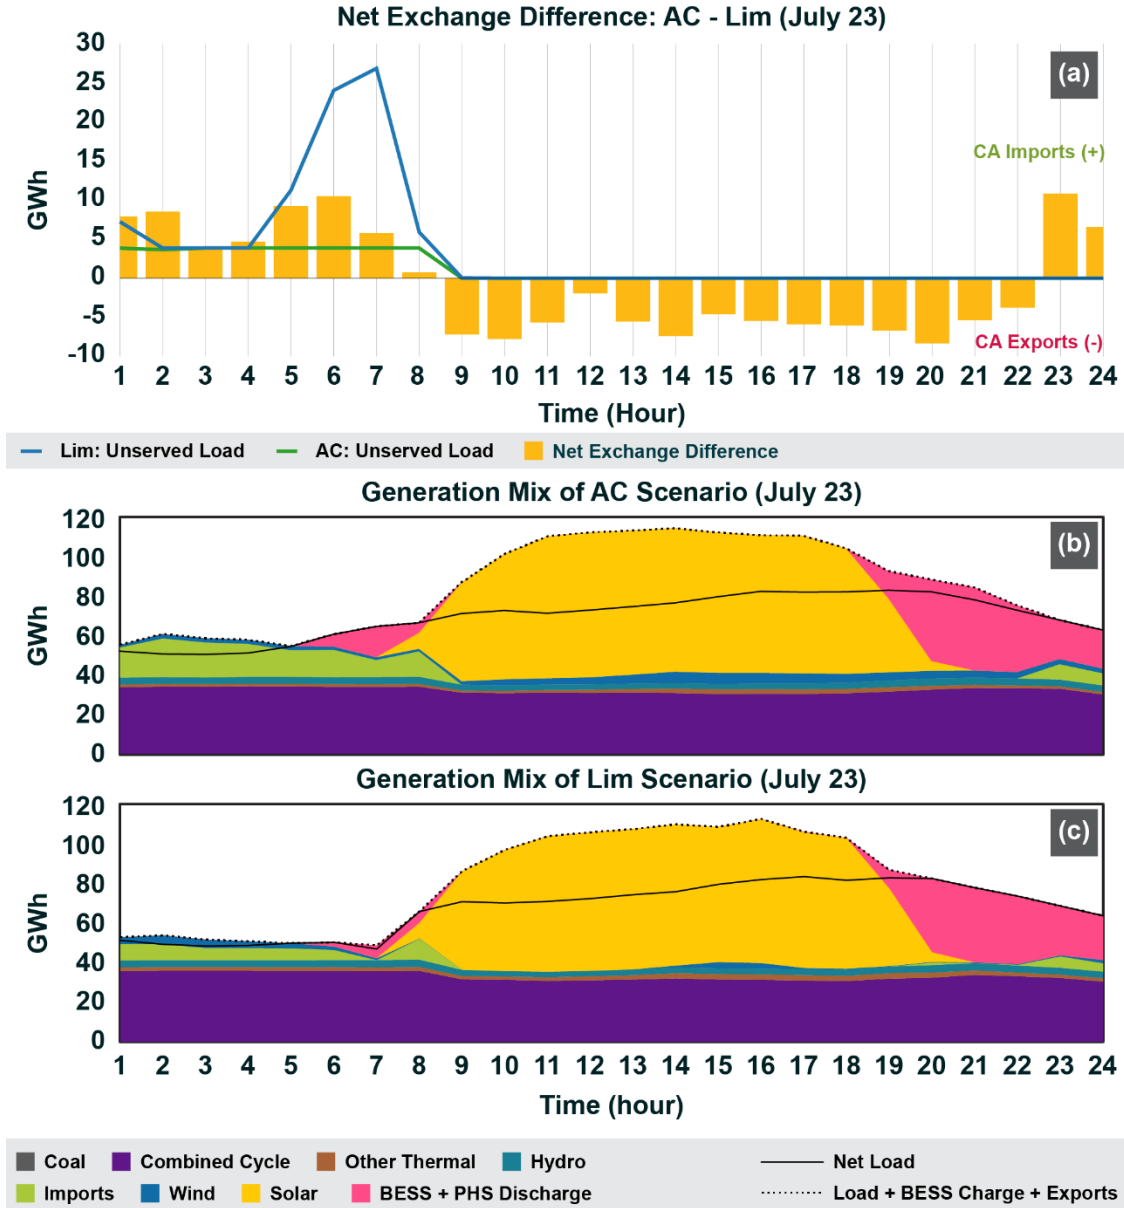 Net Exchange Difference: AC - Lim (July 23)
30
25
20
15
10
5
0
-5
-10
GWh
(a)
CA Imports (+)
CA Exports (-)
1 2 3 4 5 6 7 8 9 10 11 12 13 14 15 16 17 18 19 20 21 22 23 24
Time (Hour)
Lim: Unserved Load AC: Unserved Load Net Exchange Difference
Generation Mix of AC Scenario (July 23)
120
100
80
60
40
20
0
GWh
(b)
Generation Mix of Lim Scenario (July 23)
120
100
80
60
40
20
0
GWh
(c)
1 2 3 4 5 6 7 8 9 10 11 12 13 14 15 16 17 18 19 20 21 22 23 24
Time (hour)
Coal Combined Cycle Other Thermal Hydro Net Load
Imports Wind Solar BESS + PHS Discharge Load + BESS Charge + Exports